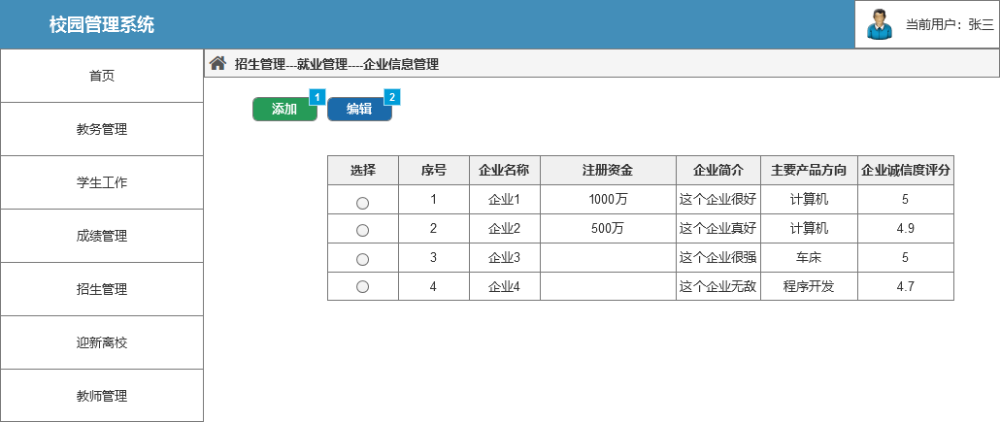 校园管理系统
当前用户：张三
首页
教务管理
学生工作
成绩管理
招生管理
迎新离校
教师管理
招生管理---就业管理----企业信息管理
添加 1 编辑 2
选择 序号 企业名称 注册资金 企业简介 主要产品方向 企业诚信度评分
1 企业1 1000万 这个企业很好 计算机 5
2 企业2 500万 这个企业真好 计算机 4.9
3 企业3 这个企业很强 车床 5
4 企业4 这个企业无敌 程序开发 4.7